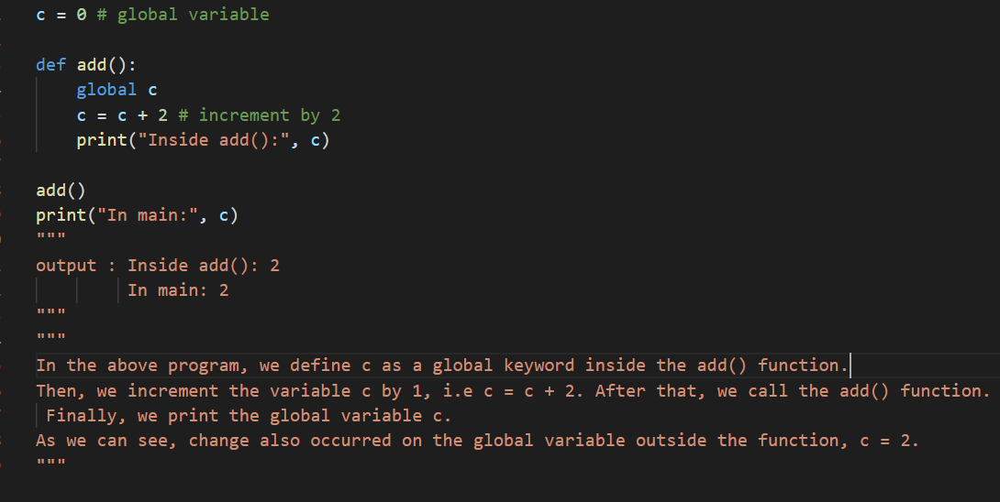 c = 0 # global variable
def add():
global c
c = c + 2 # increment by 2
print("Inside add():", c)
add()
print("In main:", c)
"""
output : Inside add(): 2
In main: 2
"""
"""
In the above program, we define c as a global keyword inside the add() function.
Then, we increment the variable c by 1, i.e c = c + 2. After that, we call the add() function.
Finally, we print the global variable c.
As we can see, change also occurred on the global variable outside the function, c = 2.
"""